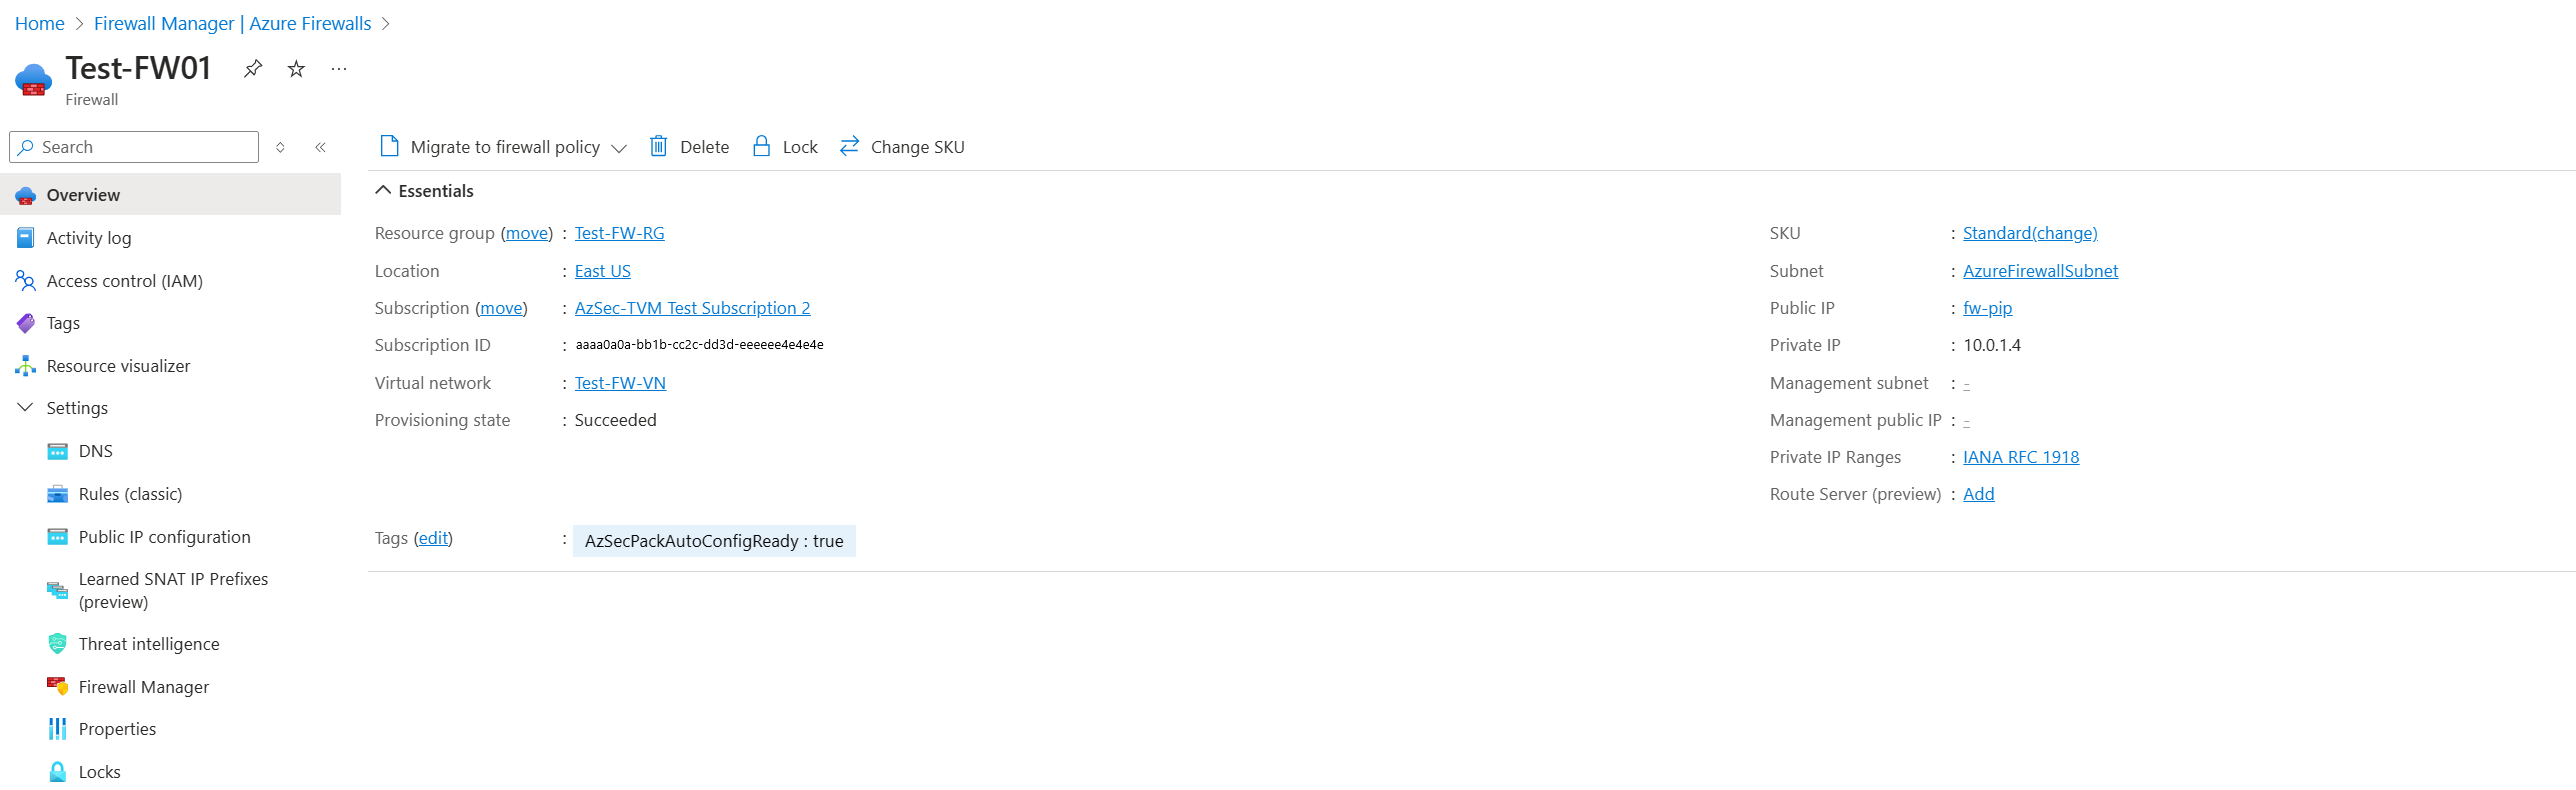 Home > Firewall Manager | Azure Firewalls >
Test-FW01
Firewall
Search
Overview
Activity log
Access control (IAM)
Tags
Resource visualizer
Settings
DNS
Rules (classic)
Public IP configuration
Learned SNAT IP Prefixes
(preview)
Threat intelligence
Firewall Manager
Properties
Locks
Migrate to firewall policy Delete Lock Change SKU
Essentials
Resource group (move) : Test-FW-RG
Location : East US
Subscription (move) : AzSec-TVM Test Subscription 2
Subscription ID : aaaa0a0a-bb1b-cc2c-dd3d-eeeeee4e4e4e
Virtual network : Test-FW-VN
Provisioning state : Succeeded
SKU : Standard(change)
Subnet : AzureFirewallSubnet
Public IP : fw-pip
Private IP : 10.0.1.4
Management subnet : -
Management public IP : -
Private IP Ranges : IANA RFC 1918
Route Server (preview) : Add
Tags (edit) : AzSecPackAutoConfigReady : true